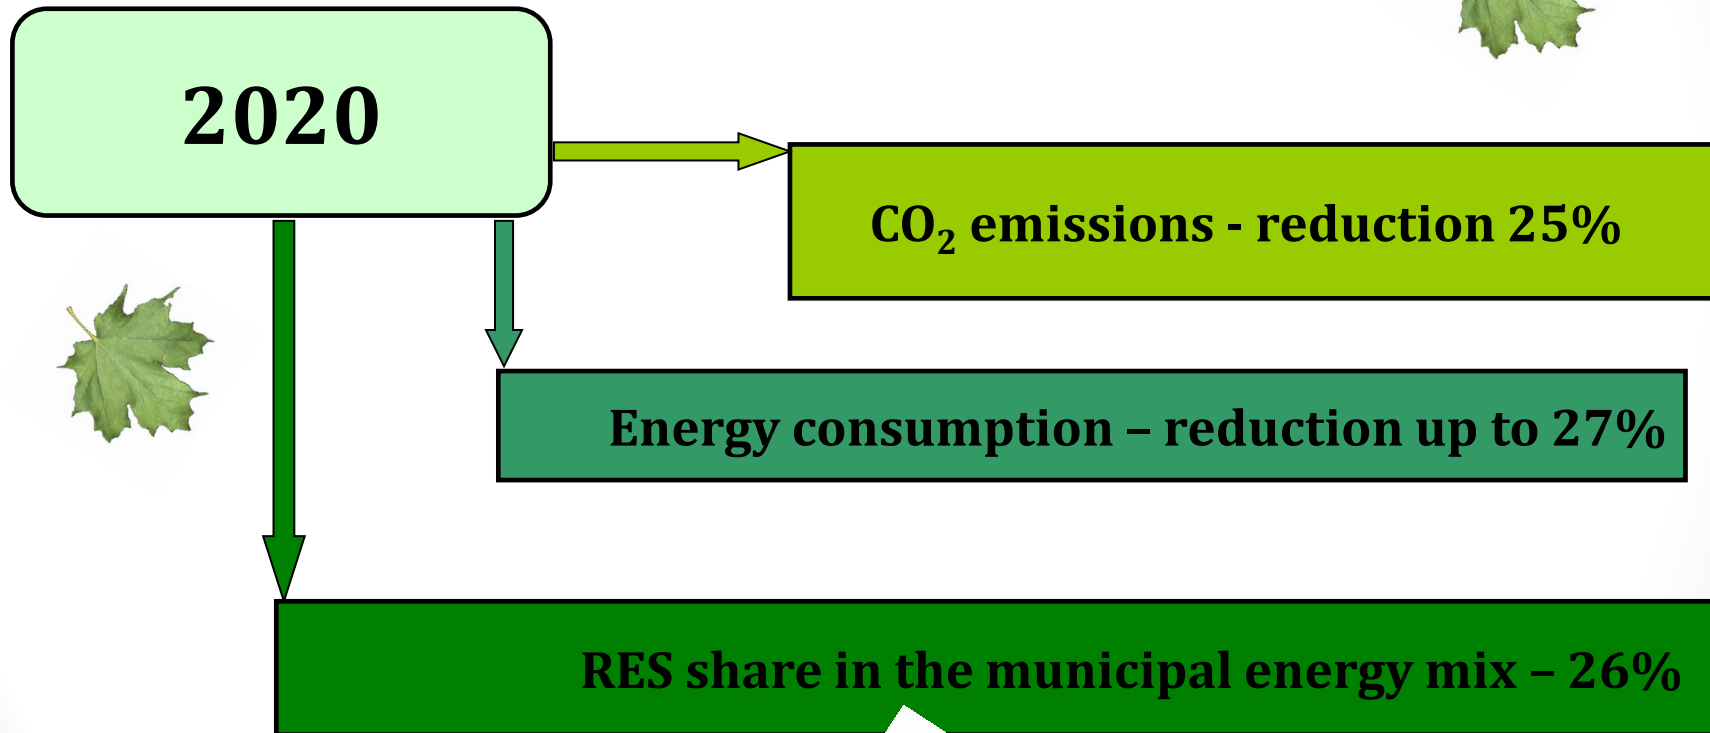 2020
CO₂ emissions - reduction 25%
Energy consumption – reduction up to 27%
RES share in the municipal energy mix – 26%